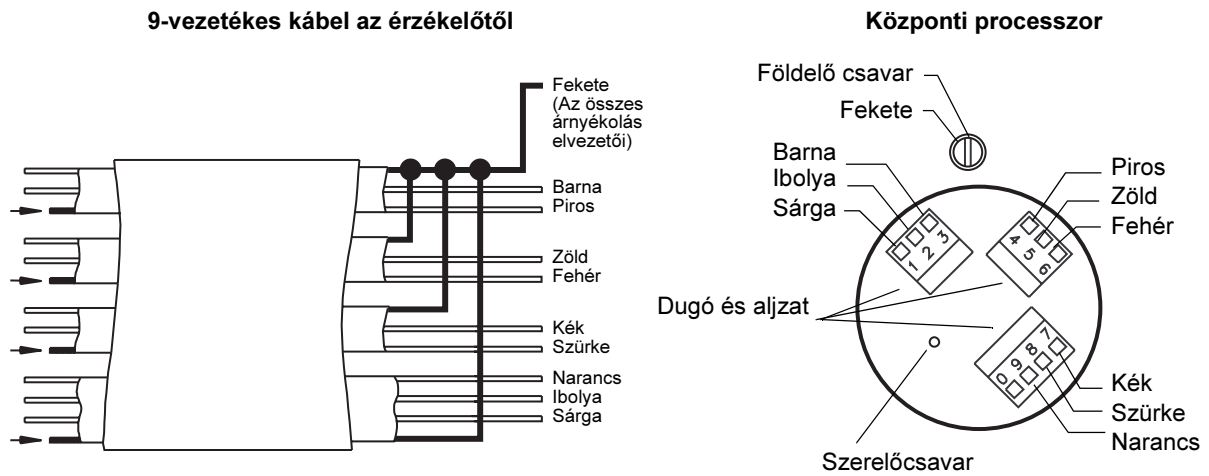 9-vezetékes kábel az érzékelőtől
Fekete
(Az összes
árnyékolás
elvezetői)
Barna
Piros
Zöld
Fehér
Kék
Szürke
Narancs
Ibolya
Sárga
Központi processzor
Földelő csavar
Fekete
Barna
Ibolya
Sárga
Piros
Zöld
Fehér
1 2 3
4 5 6
Dugó és aljzat
0 9 8 7
Kék
Szürke
Narancs
Szerelőcsavar